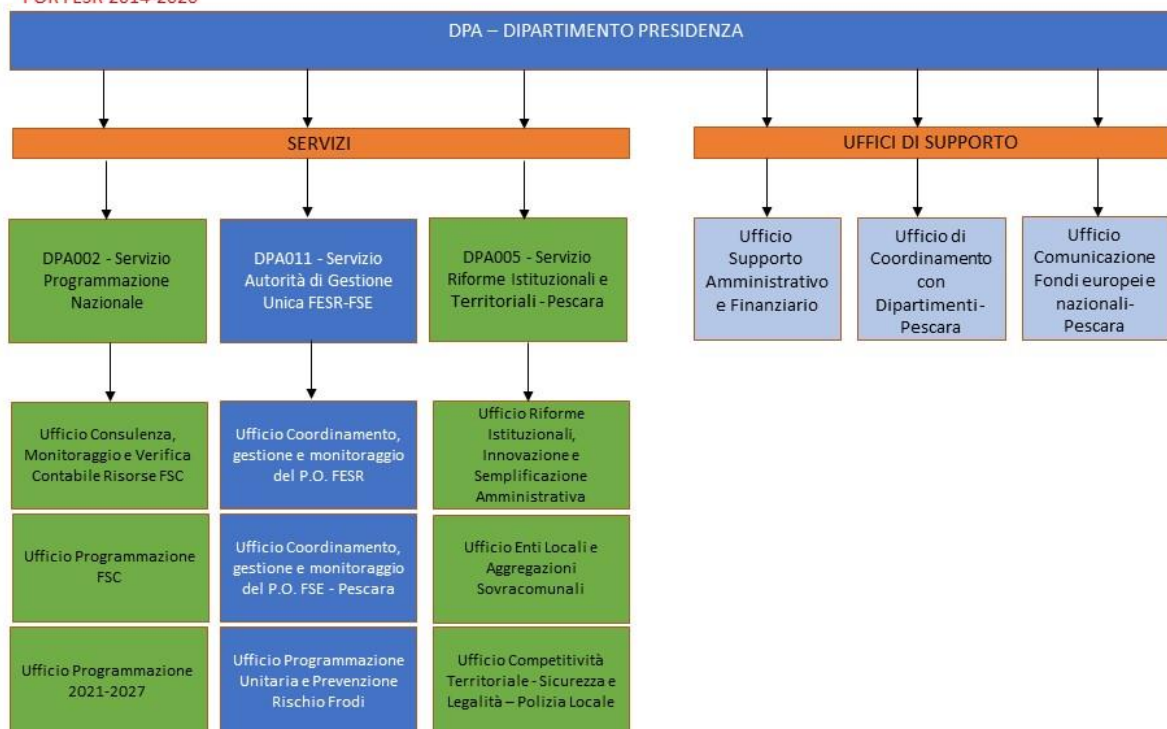 POR FESR 2014-2020
DPA – DIPARTIMENTO PRESIDENZA
SERVIZI
UFFICI DI SUPPORTO
DPA002 - Servizio
Programmazione
Nazionale
DPA011 - Servizio
Autorità di Gestione
Unica FESR-FSE
DPA005 - Servizio
Riforme Istituzionali e
Territoriali - Pescara
Ufficio
Supporto
Amministrativo
e Finanziario
Ufficio di
Coordinamento
con
Dipartimenti-
Pescara
Ufficio
Comunicazione
Fondi europei e
nazionali-
Pescara
Ufficio Consulenza,
Monitoraggio e Verifica
Contabile Risorse FSC
Ufficio Coordinamento,
gestione e monitoraggio
del P.O. FESR
Ufficio Riforme
Istituzionali,
Innovazione e
Semplificazione
Amministrativa
Ufficio Programmazione
FSC
Ufficio Coordinamento,
gestione e monitoraggio
del P.O. FSE - Pescara
Ufficio Enti Locali e
Aggregazioni
Sovracomunali
Ufficio Programmazione
2021-2027
Ufficio Programmazione
Unitaria e Prevenzione
Rischio Frodi
Ufficio Competitività
Territoriale - Sicurezza e
Legalità – Polizia Locale